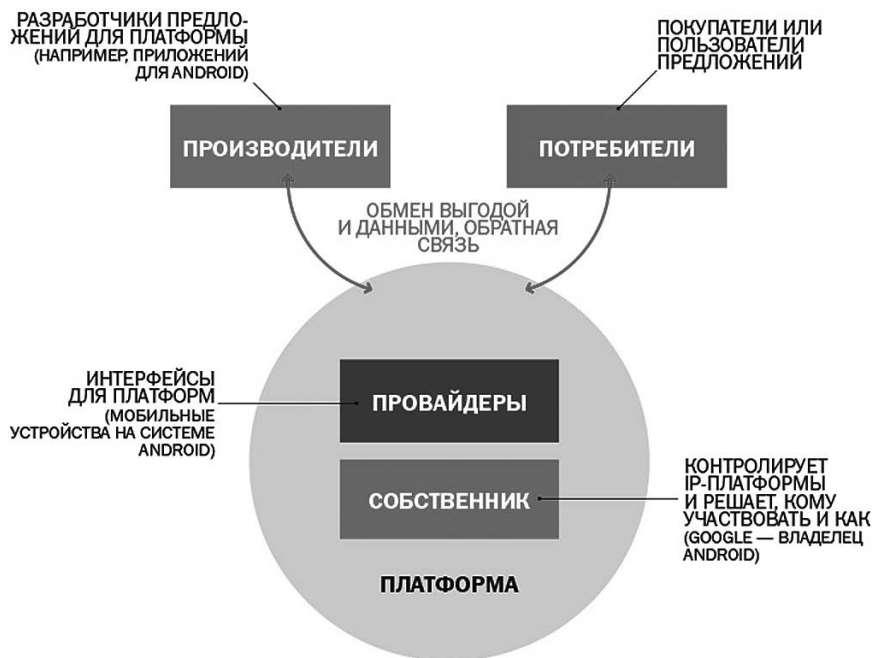 РАЗРАБОТЧИКИ ПРЕДЛО-
ЖЕНИЙ ДЛЯ ПЛАТФОРМЫ
(НАПРИМЕР, ПРИЛОЖЕНИЙ
ДЛЯ ANDROID)
ПОКУПАТЕЛИ ИЛИ
ПОЛЬЗОВАТЕЛИ
ПРЕДЛОЖЕНИЙ
ПРОИЗВОДИТЕЛИ
ПОТРЕБИТЕЛИ
ОБМЕН ВЫГОДОЙ
И ДАННЫМИ, ОБРАТНАЯ
СВЯЗЬ
ИНТЕРФЕЙСЫ
ДЛЯ ПЛАТФОРМ
(МОБИЛЬНЫЕ
УСТРОЙСТВА НА СИСТЕМЕ
ANDROID)
ПРОВАЙДЕРЫ
СОБСТВЕННИК
КОНТРОЛИРУЕТ
IP-ПЛАТФОРМЫ
И РЕШАЕТ, КОМУ
УЧАСТВОВАТЬ И КАК
(GOOGLE — ВЛАДЕЛЕЦ
ANDROID)
ПЛАТФОРМА